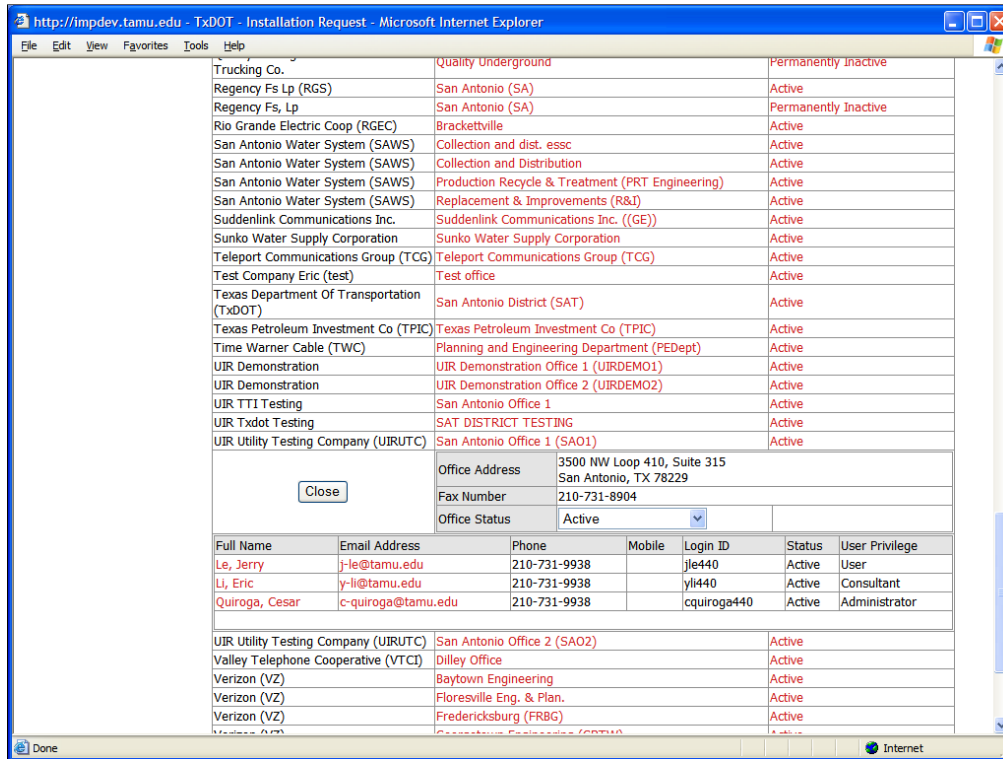 http://impdev.tamu.edu - TxDOT - Installation Request - Microsoft Internet Explorer
File Edit View Favorites Tools Help
Trucking Co. Quality Underground Permanently Inactive
Regency Fs Lp (RGS) San Antonio (SA) Active
Regency Fs, Lp San Antonio (SA) Permanently Inactive
Rio Grande Electric Coop (RGEC) Brackettville Active
San Antonio Water System (SAWS) Collection and dist. essc Active
San Antonio Water System (SAWS) Collection and Distribution Active
San Antonio Water System (SAWS) Production Recycle & Treatment (PRT Engineering) Active
San Antonio Water System (SAWS) Replacement & Improvements (R&I) Active
Suddenlink Communications Inc. Suddenlink Communications Inc. ((GE)) Active
Sunko Water Supply Corporation Sunko Water Supply Corporation Active
Teleport Communications Group (TCG) Teleport Communications Group (TCG) Active
Test Company Eric (test) Test office Active
Texas Department Of Transportation
(TxDOT) San Antonio District (SAT) Active
Texas Petroleum Investment Co (TPIC) Texas Petroleum Investment Co (TPIC) Active
Time Warner Cable (TWC) Planning and Engineering Department (PEDept) Active
UIR Demonstration UIR Demonstration Office 1 (UIRDEMO1) Active
UIR Demonstration UIR Demonstration Office 2 (UIRDEMO2) Active
UIR TTI Testing San Antonio Office 1 Active
UIR Txdot Testing SAT DISTRICT TESTING Active
UIR Utility Testing Company (UIRUTC) San Antonio Office 1 (SAO1) Active
Close
Office Address 3500 NW Loop 410, Suite 315
San Antonio, TX 78229
Fax Number 210-731-8904
Office Status Active
Full Name Email Address Phone Mobile Login ID Status User Privilege
Le, Jerry j-le@tamu.edu 210-731-9938 jle440 Active User
Li, Eric y-li@tamu.edu 210-731-9938 yli440 Active Consultant
Quiroga, Cesar c-quiroga@tamu.edu 210-731-9938 cquiroga440 Active Administrator
UIR Utility Testing Company (UIRUTC) San Antonio Office 2 (SAO2) Active
Valley Telephone Cooperative (VTCI) Dilley Office Active
Verizon (VZ) Baytown Engineering Active
Verizon (VZ) Floresville Eng. & Plan. Active
Verizon (VZ) Fredericksburg (FRBG) Active
Done Internet